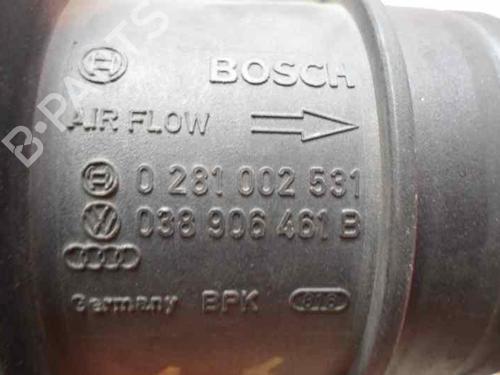 BOSCH
AIR FLOW
0 281 002 531
038 906 461 B
Germany BPK
B-PARTS